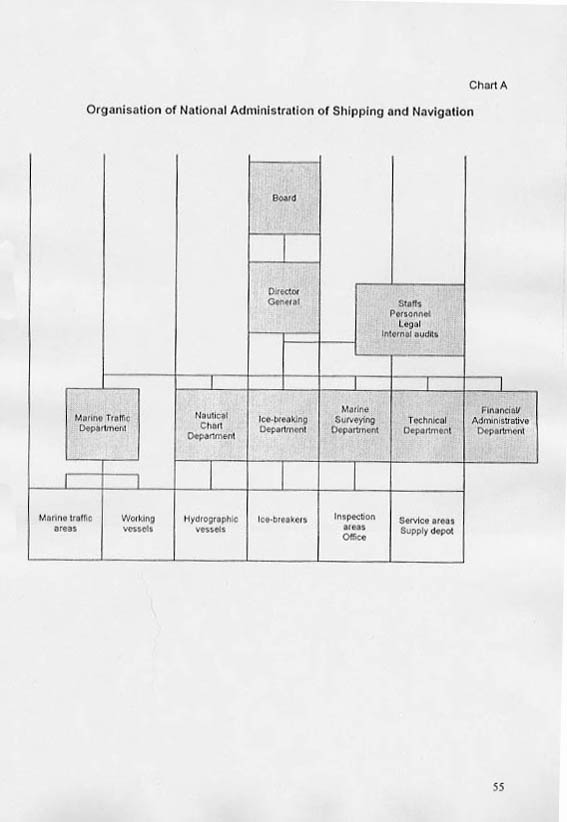 Chart A
Organisation of National Administration of Shipping and Navigation
Board
Director
General
Staffs
Personnel
Legal
Internal audits
Marine Traffic
Department
Nautical
Chart
Department
Ice-breaking
Department
Marine
Surveying
Department
Technical
Department
Financial/
Administrative
Department
Marine traffic
areas
Working
vessels
Hydrographic
vessels
Ice-breakers
Inspection
areas
Office
Service areas
Supply depot
55